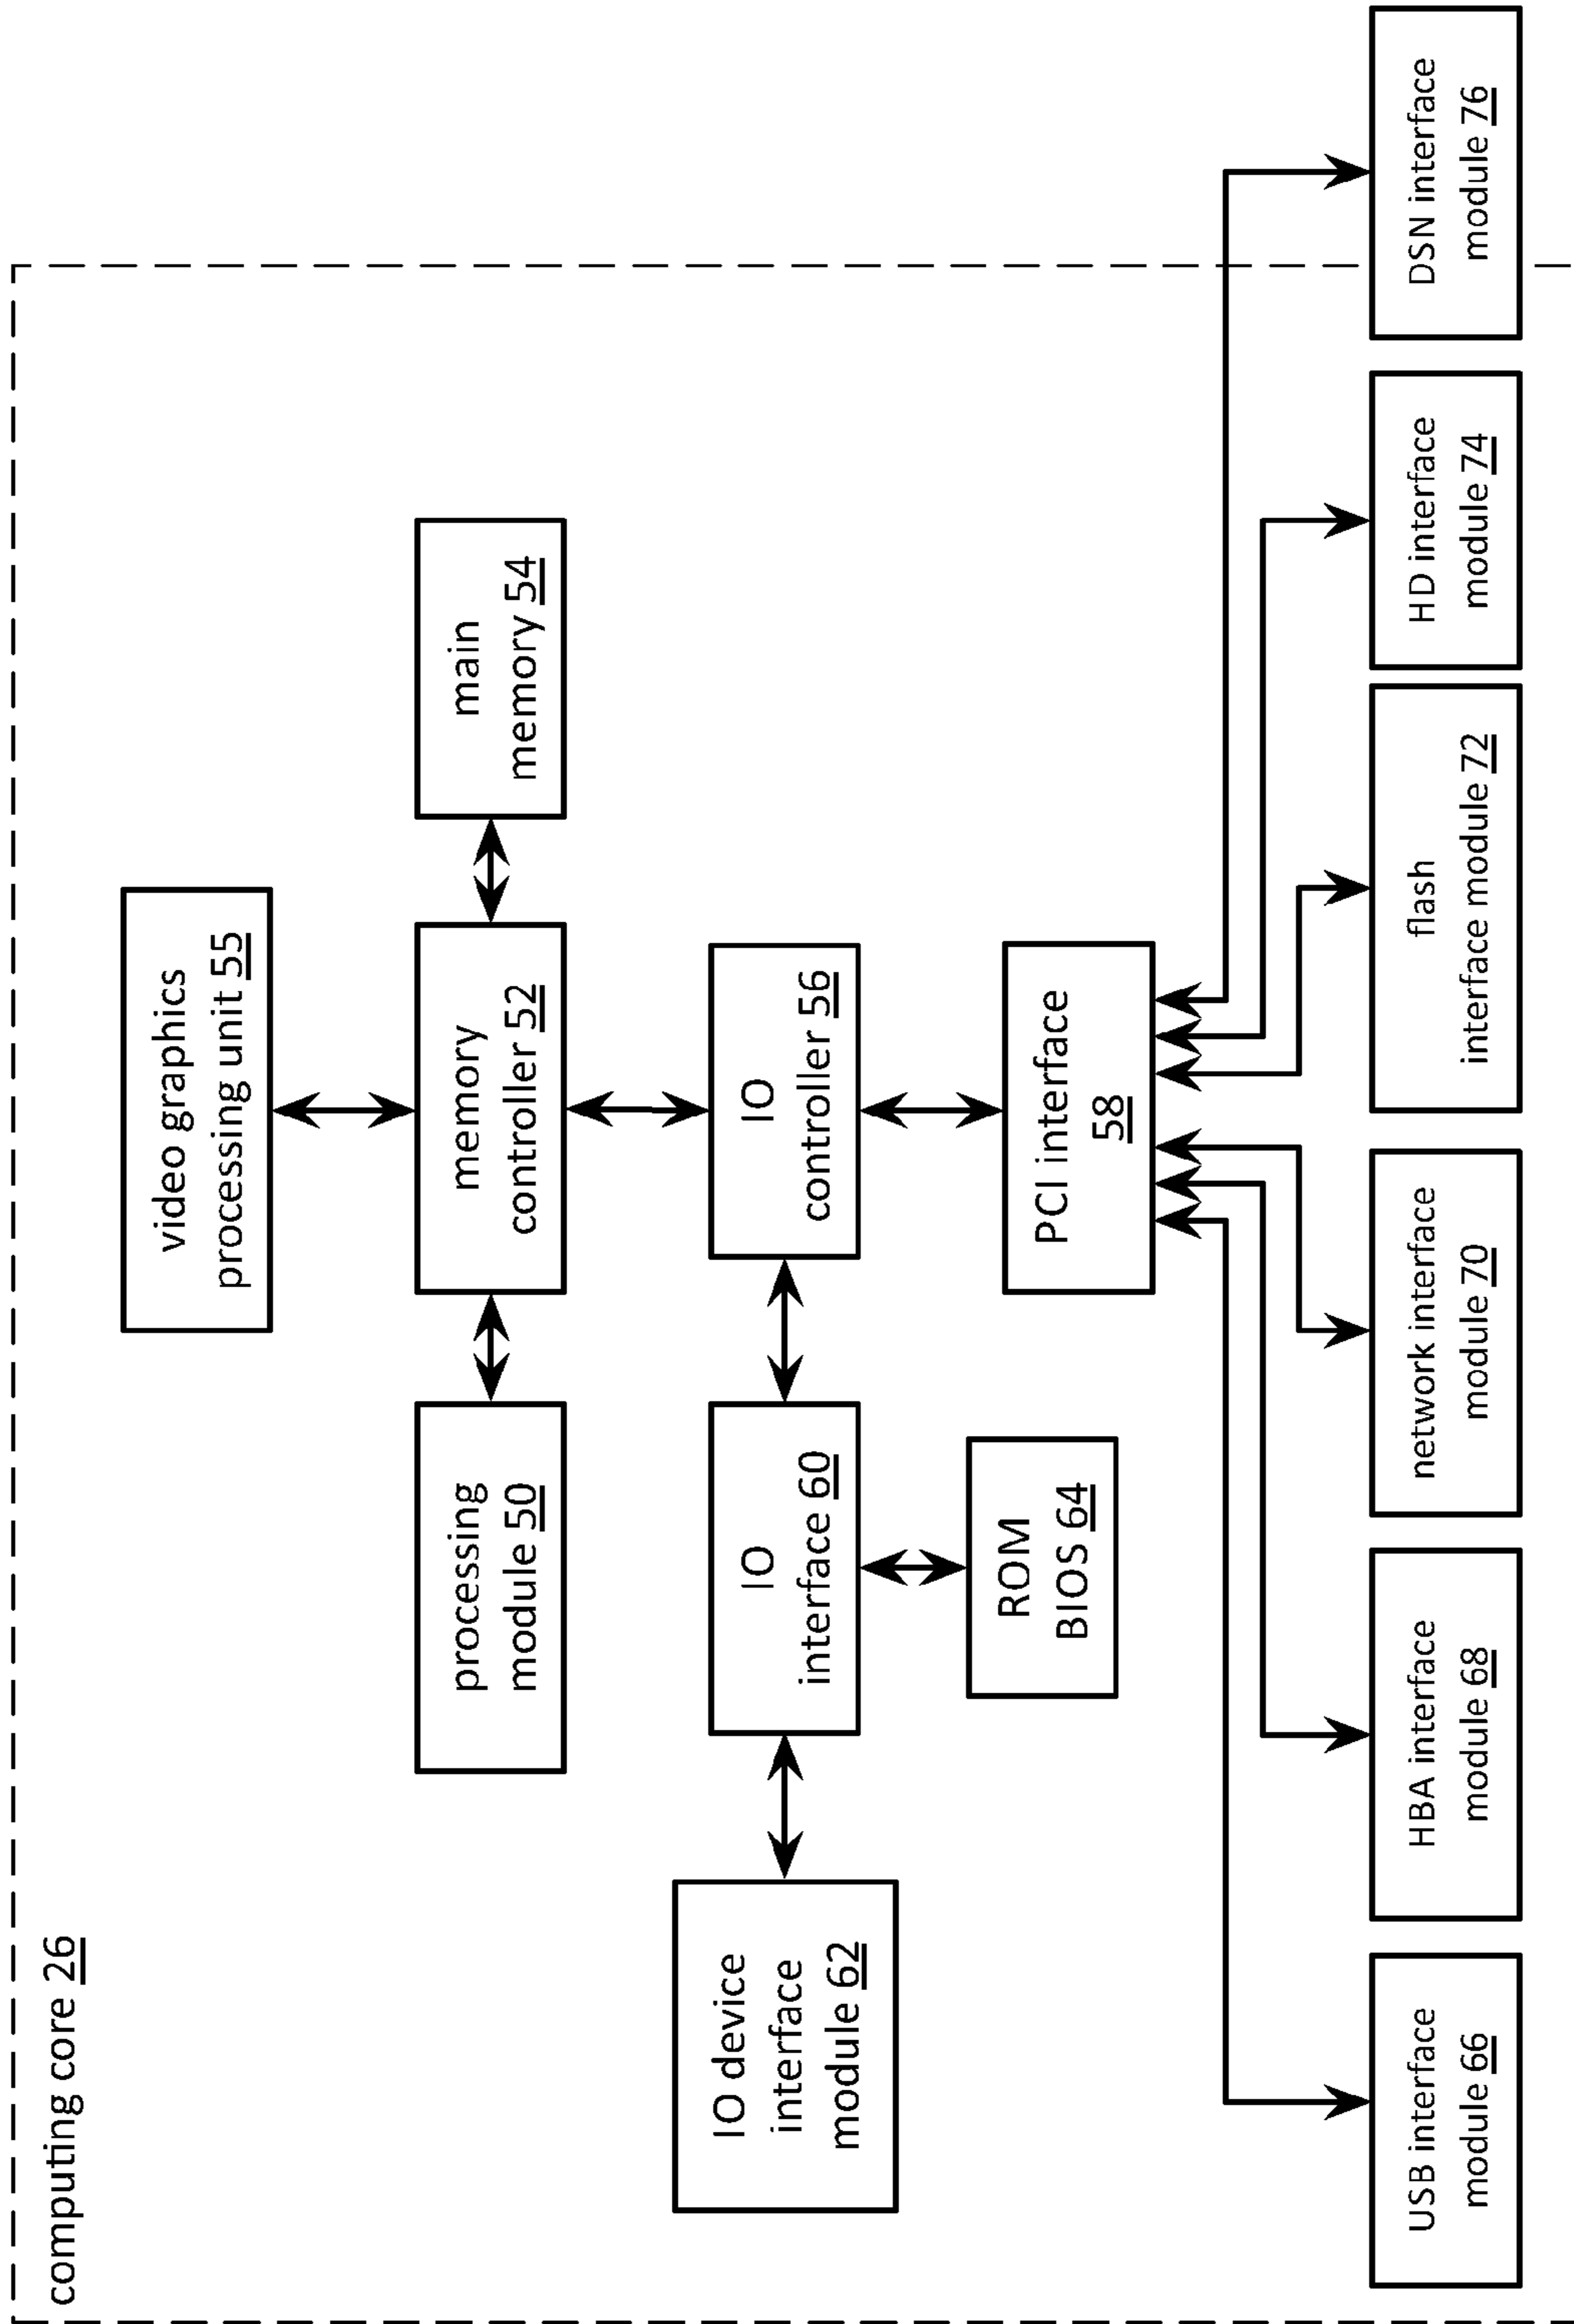 computing core 26
video graphics
processing unit 55
processing
module 50
memory
controller 52
main
memory 54
IO device
interface
module 62
IO
interface 60
IO
controller 56
ROM
BIOS 64
PCI interface
58
USB interface
module 66
HBA interface
module 68
network interface
module 70
flash
interface module 72
HD interface
module 74
DSN interface
module 76